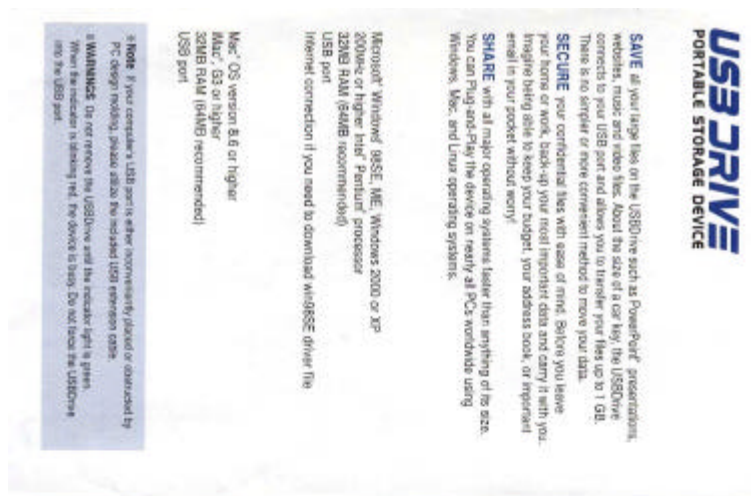 USB DRIVE
PORTABLE STORAGE DEVICE
SAVE all your large files on the USBDrive such as PowerPoint® presentations,
websites, music and video files. About the size of a car key, the USBDrive
connects to your USB port and allows you to transfer your files up to 1 GB.
There is no simpler or more convenient method to move your data.
SECURE your confidential files with ease of mind. Before you leave
your home or work, back-up your most important data and carry it with you.
Imagine being able to keep your budget, your address book, or important
email in your pocket without worry!
SHARE with all major operating systems faster than anything of its size.
You can Plug-and-Play the device on nearly all PCs worldwide using
Windows, Mac, and Linux operating systems.
Microsoft® Windows® 98SE, ME, Windows 2000 or XP
200MHz or higher Intel® Pentium® processor
32MB RAM (64MB recommended)
USB port
Internet connection if you need to download win98SE driver file
Mac® OS version 8.6 or higher
iMac®, G3 or higher
32MB RAM (64MB recommended)
USB port
※ Note If your computer's USB port is either inconveniently placed or obstructed by
PC design molding, please utilize the included USB extension cable.
※ WARNINGS Do not remove the USBDrive until the indicator light is green.
When the indicator is blinking red, the device is busy. Do not force the USBDrive
into the USB port.